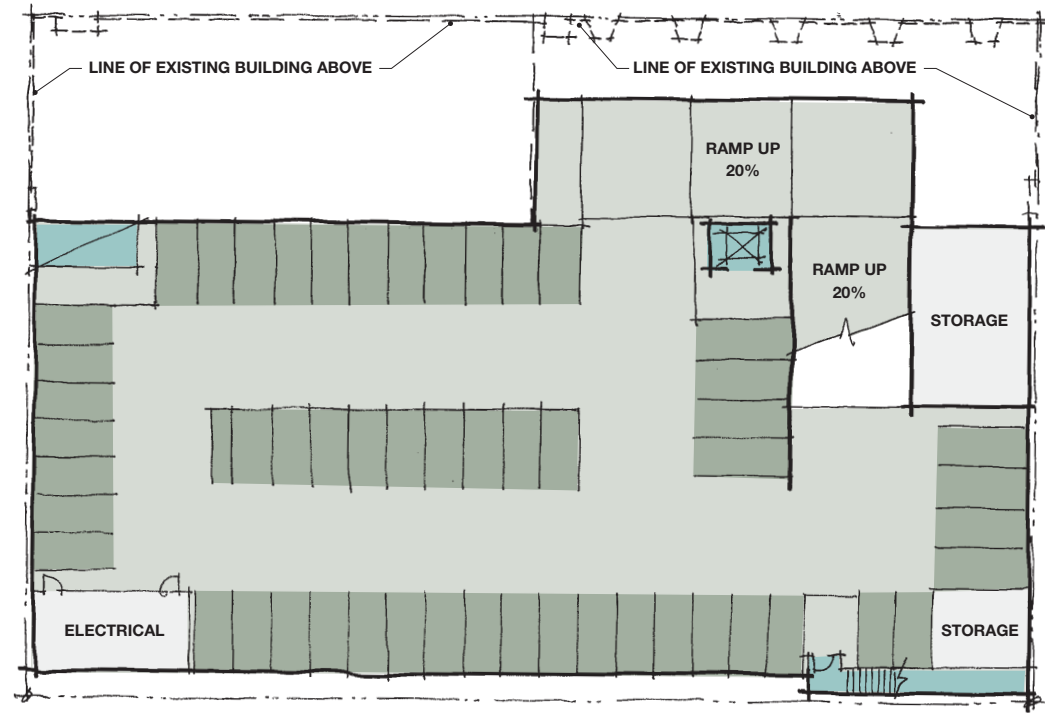 LINE OF EXISTING BUILDING ABOVE
LINE OF EXISTING BUILDING ABOVE
RAMP UP
20%
RAMP UP
20%
STORAGE
ELECTRICAL
STORAGE